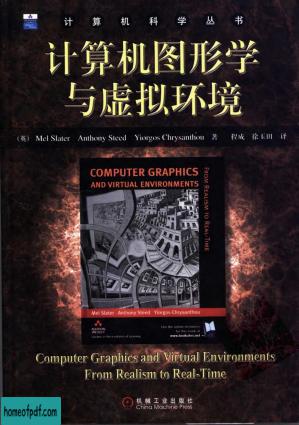 计算机科学丛书
计算机图形学
与虚拟环境
(英) Mel Slater Anthony Steed Yiorgos Chrysanthou 著 程成 徐玉田 译
COMPUTER GRAPHICS
AND VIRTUAL ENVIRONMENTS
FROM REALISM TO REAL-TIME
Mel Slater, Anthony Steed, Yiorgos Chrysanthou
Computer Graphics and Virtual Environments
From Realism to Real-Time
机械工业出版社
China Machine Press
homeofpdf.com
homeofpdf.com